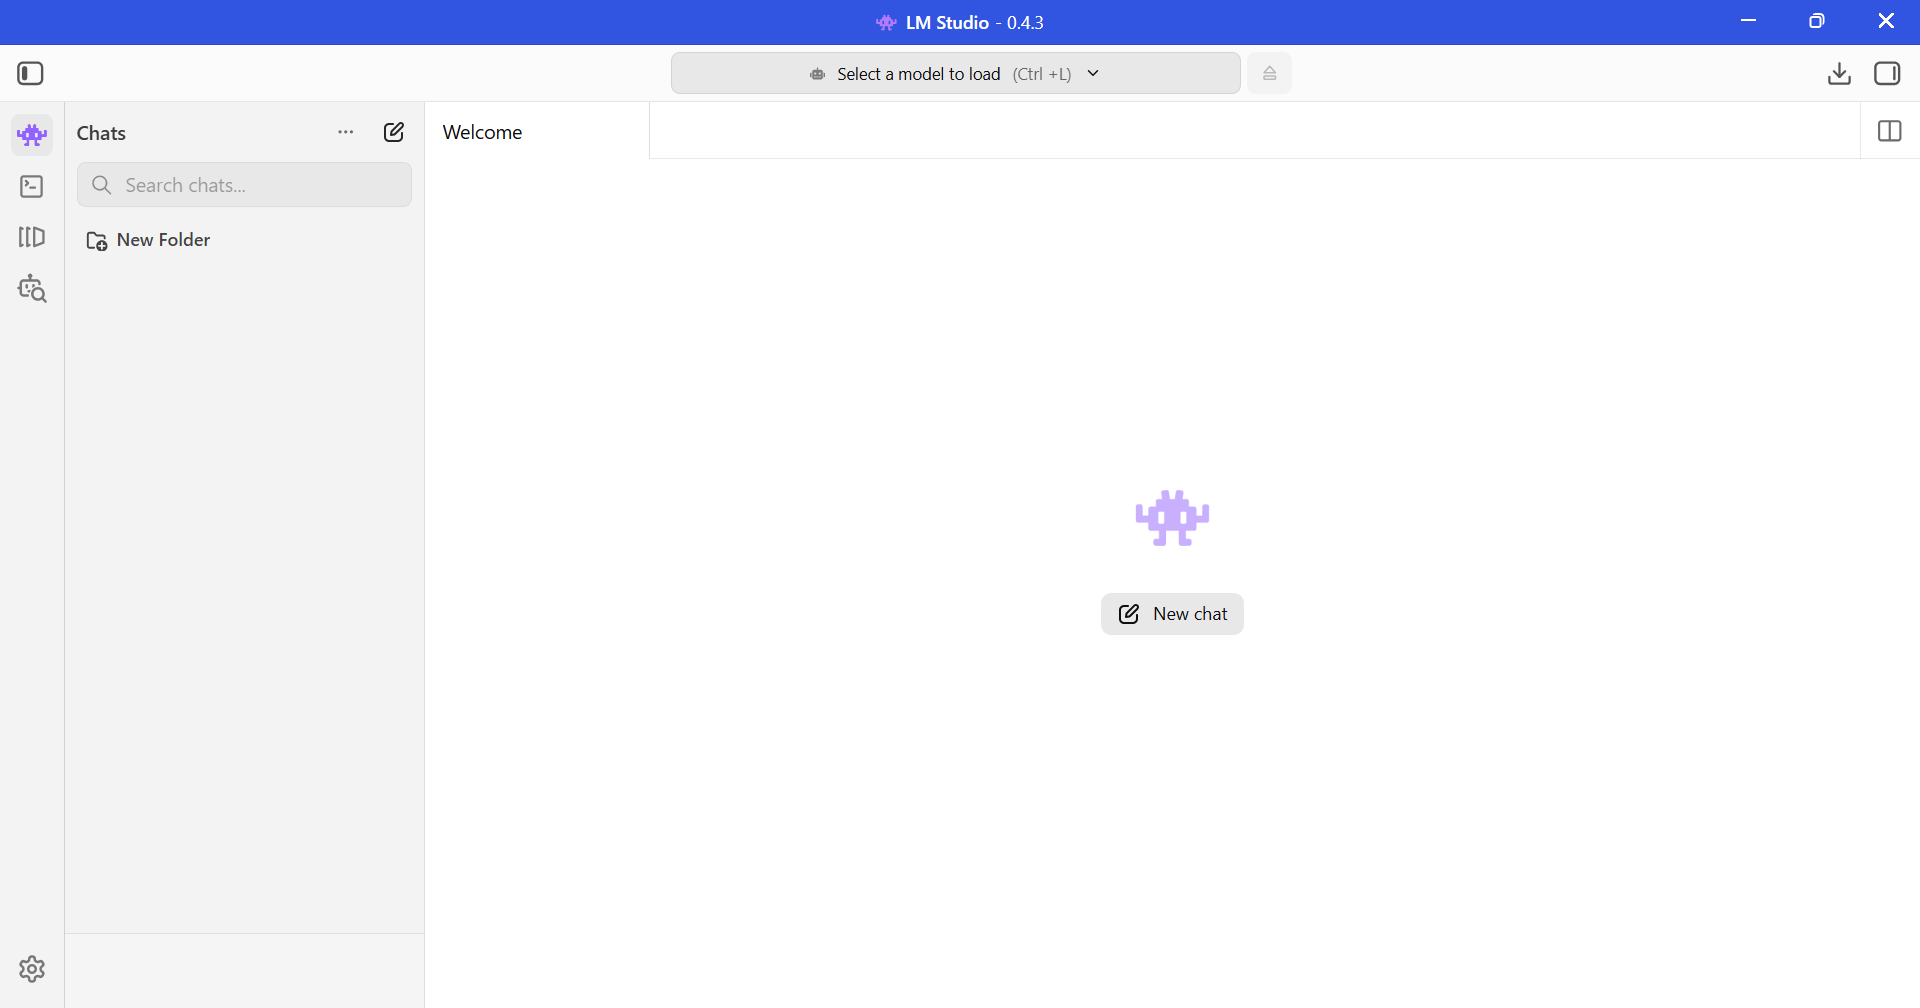 LM Studio - 0.4.3
Select a model to load (Ctrl +L)
Chats
Welcome
Search chats...
New Folder
New chat